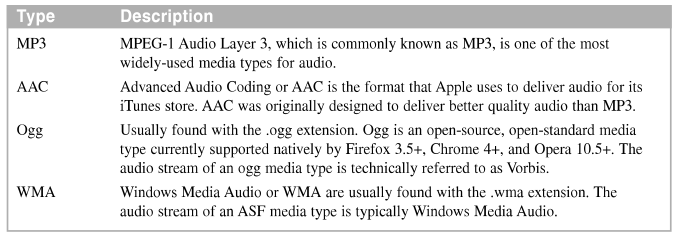 Type Description
MP3 MPEG-1 Audio Layer 3, which is commonly known as MP3, is one of the most
widely-used media types for audio.
AAC Advanced Audio Coding or AAC is the format that Apple uses to deliver audio for its
iTunes store. AAC was originally designed to deliver better quality audio than MP3.
Ogg Usually found with the .ogg extension. Ogg is an open-source, open-standard media
type currently supported natively by Firefox 3.5+, Chrome 4+, and Opera 10.5+. The
audio stream of an ogg media type is technically referred to as Vorbis.
WMA Windows Media Audio or WMA are usually found with the .wma extension. The
audio stream of an ASF media type is typically Windows Media Audio.